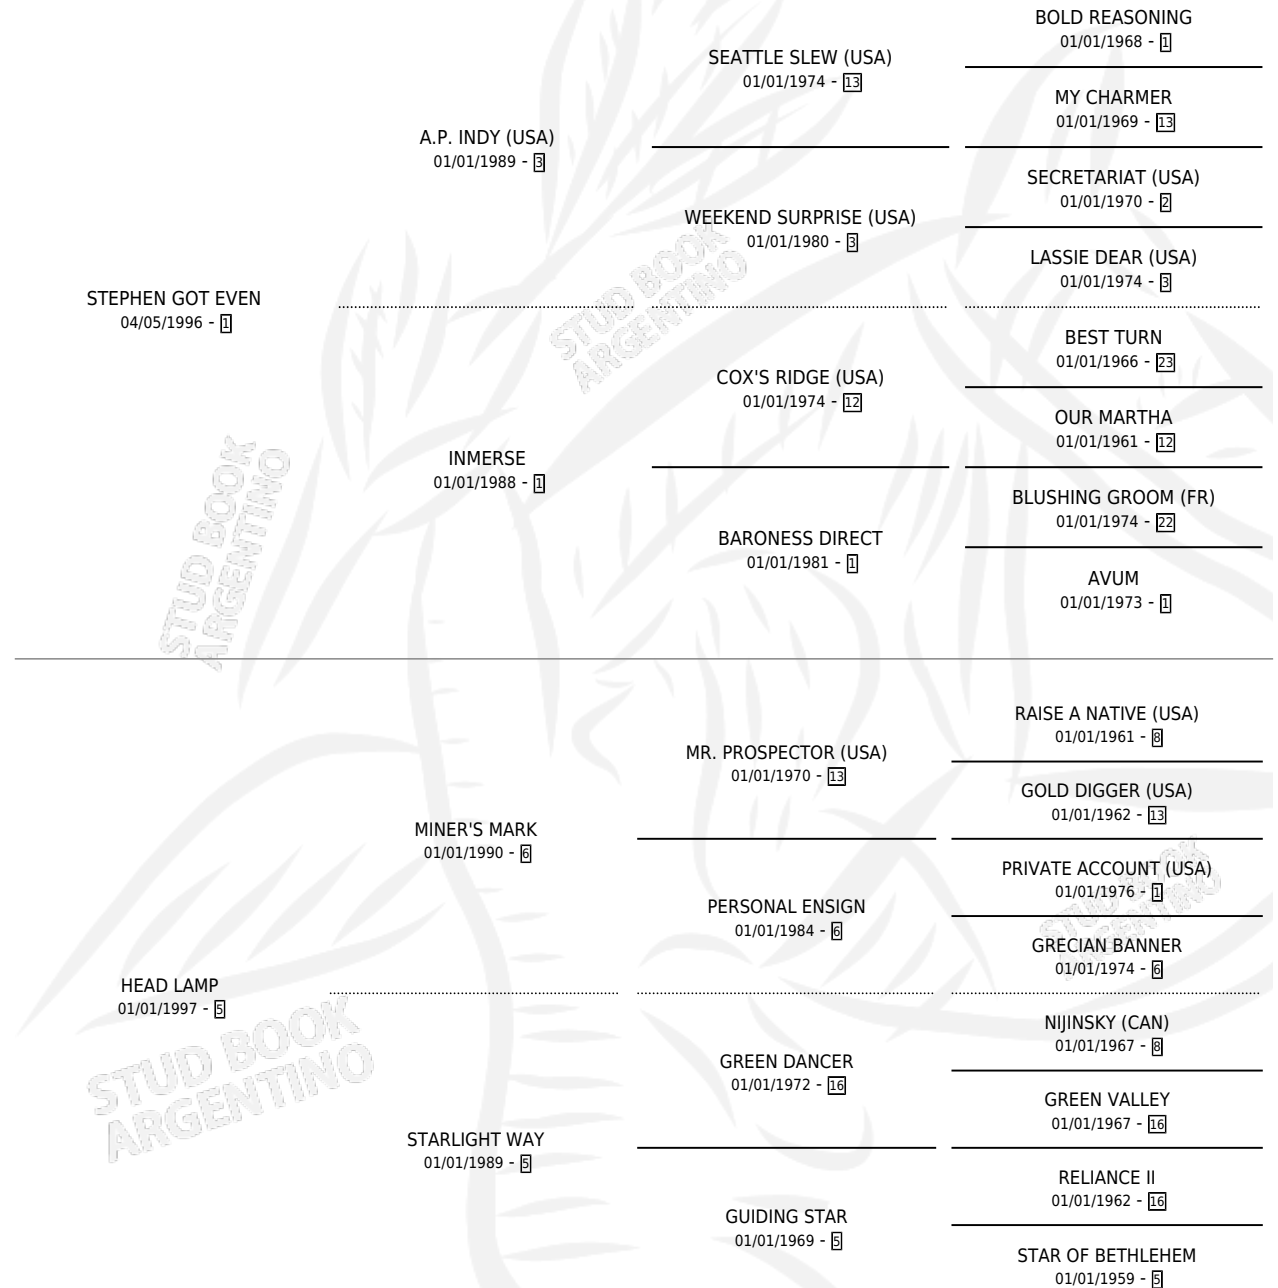 BOLD REASONING
01/01/1968 - 1
SEATTLE SLEW (USA)
01/01/1974 - 13
MY CHARMER
01/01/1969 - 13
A.P. INDY (USA)
01/01/1989 - 3
SECRETARIAT (USA)
01/01/1970 - 2
WEEKEND SURPRISE (USA)
01/01/1980 - 3
LASSIE DEAR (USA)
01/01/1974 - 3
STEPHEN GOT EVEN
04/05/1996 - 1
BEST TURN
01/01/1966 - 23
COX'S RIDGE (USA)
01/01/1974 - 12
OUR MARTHA
01/01/1961 - 12
INMERSE
01/01/1988 - 1
BLUSHING GROOM (FR)
01/01/1974 - 22
BARONESS DIRECT
01/01/1981 - 1
AVUM
01/01/1973 - 1
RAISE A NATIVE (USA)
01/01/1961 - 8
MR. PROSPECTOR (USA)
01/01/1970 - 13
GOLD DIGGER (USA)
01/01/1962 - 13
MINER'S MARK
01/01/1990 - 6
PRIVATE ACCOUNT (USA)
01/01/1976 - 1
PERSONAL ENSIGN
01/01/1984 - 6
GRECIAN BANNER
01/01/1974 - 6
HEAD LAMP
01/01/1997 - 5
NIJINSKY (CAN)
01/01/1967 - 8
GREEN DANCER
01/01/1972 - 16
GREEN VALLEY
01/01/1967 - 16
STARLIGHT WAY
01/01/1989 - 5
RELIANCE II
01/01/1962 - 16
GUIDING STAR
01/01/1969 - 5
STAR OF BETHLEHEM
01/01/1959 - 5
STUD BOOK
ARGENTINO
STUD BOOK
ARGENTINO
STUD BOOK
ARGENTINO
STUD BOOK
ARGENTINO